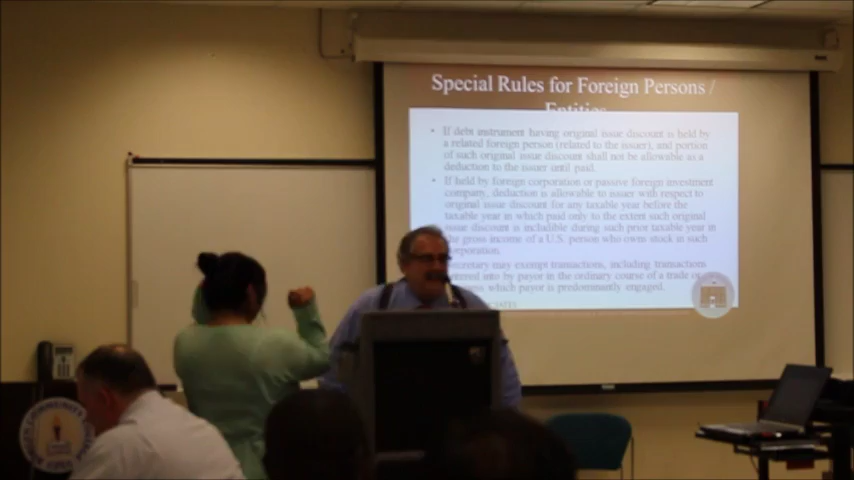 Special Rules for Foreign Persons /
Entities
• If debt instrument having original issue discount is held by
a related foreign person (related to the issuer), and portion
of such original issue discount shall not be allowable as a
deduction to the issuer until paid.
• If held by foreign corporation or passive foreign investment
company, deduction is allowable to issuer with respect to
original issue discount for any taxable year before the
taxable year in which paid only to the extent such original
issue discount is includible during such prior taxable year in
the gross income of a U.S. person who owns stock in such
corporation.
Secretary may exempt transactions, including transactions
entered into by payor in the ordinary course of a trade or
which payor is predominantly engaged.